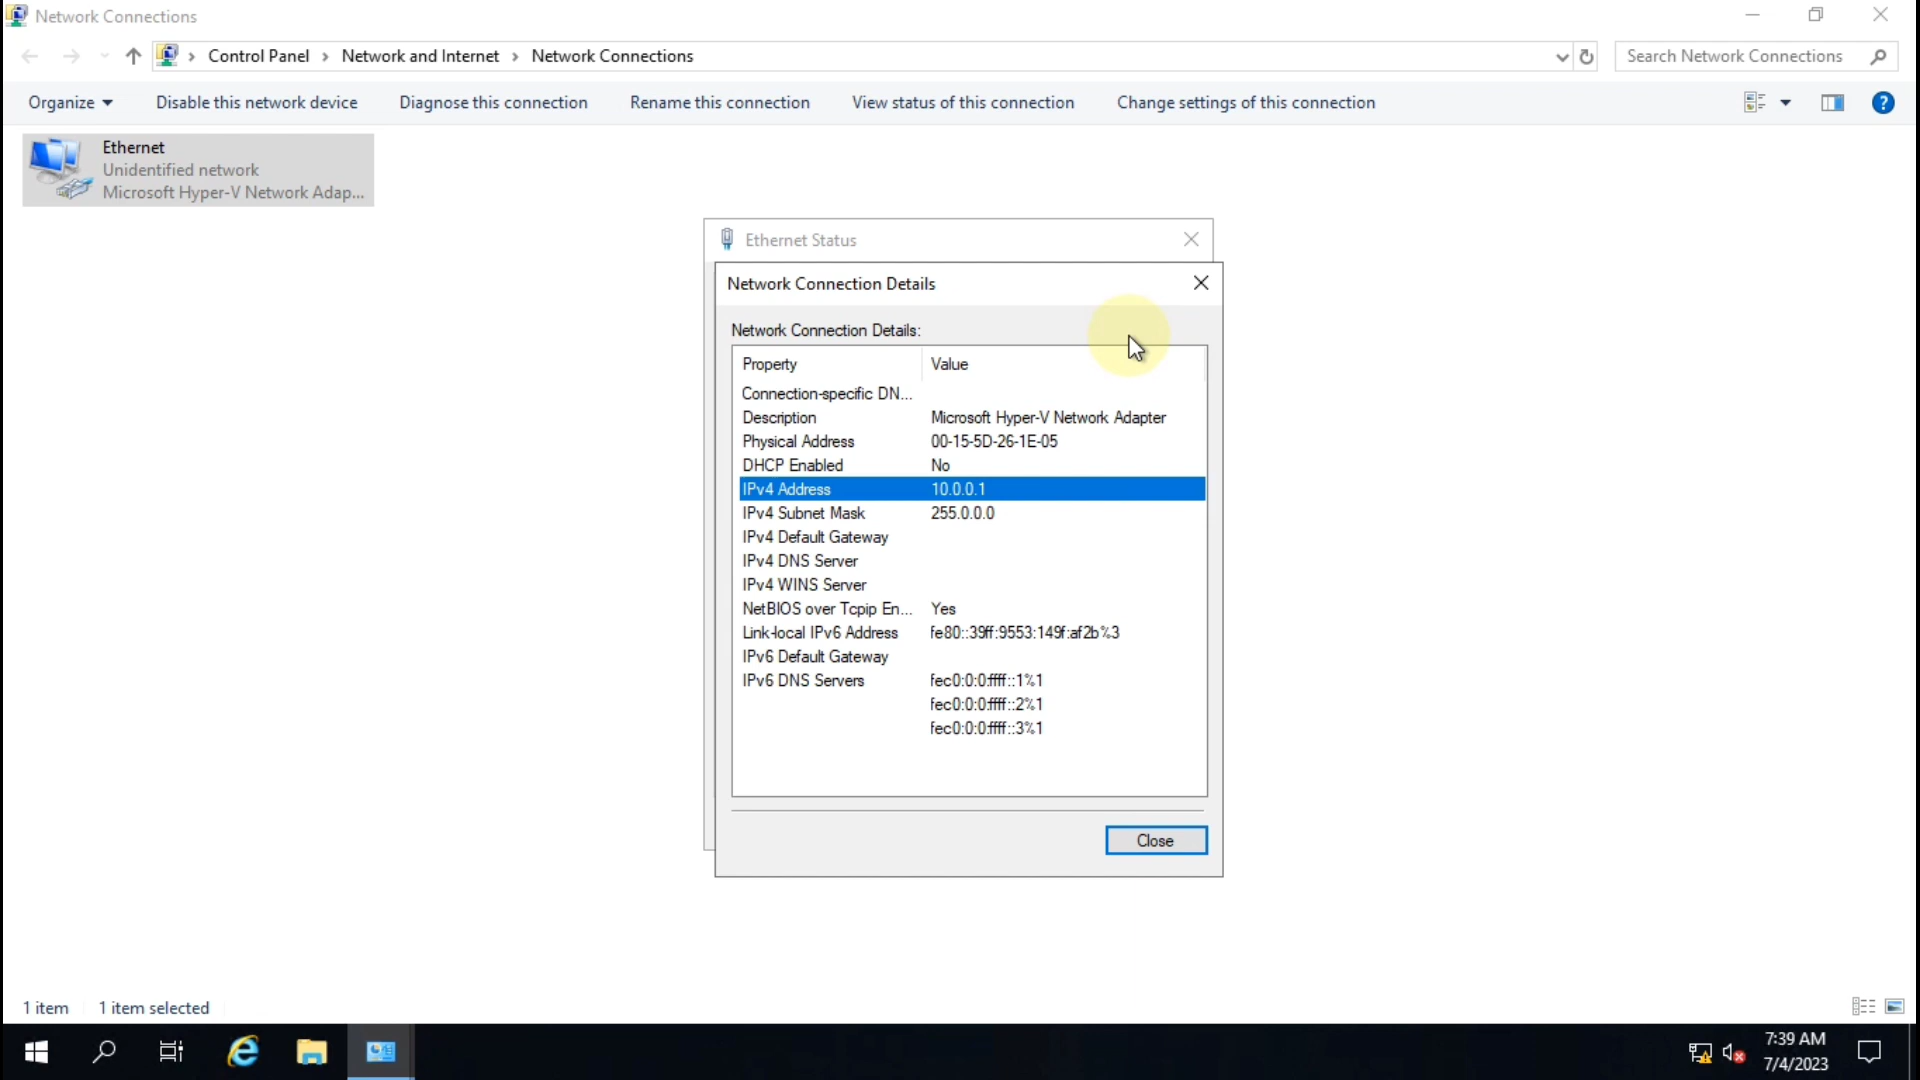 Network Connections
Control Panel › Network and Internet › Network Connections
Search Network Connections
Organize
Disable this network device
Diagnose this connection
Rename this connection
View status of this connection
Change settings of this connection
Ethernet
Unidentified network
Microsoft Hyper-V Network Adap...
Ethernet Status
Network Connection Details
Network Connection Details:
Property Value
Connection-specific DN...
Description Microsoft Hyper-V Network Adapter
Physical Address 00-15-5D-26-1E-05
DHCP Enabled No
IPv4 Address 10.0.0.1
IPv4 Subnet Mask 255.0.0.0
IPv4 Default Gateway
IPv4 DNS Server
IPv4 WINS Server
NetBIOS over Tcpip En... Yes
Link-local IPv6 Address fe80::39ff:9553:149f:af2b%3
IPv6 Default Gateway
IPv6 DNS Servers fec0:0:0:ffff::1%1
fec0:0:0:ffff::2%1
fec0:0:0:ffff::3%1
Close
1 item 1 item selected
7:39 AM
7/4/2023